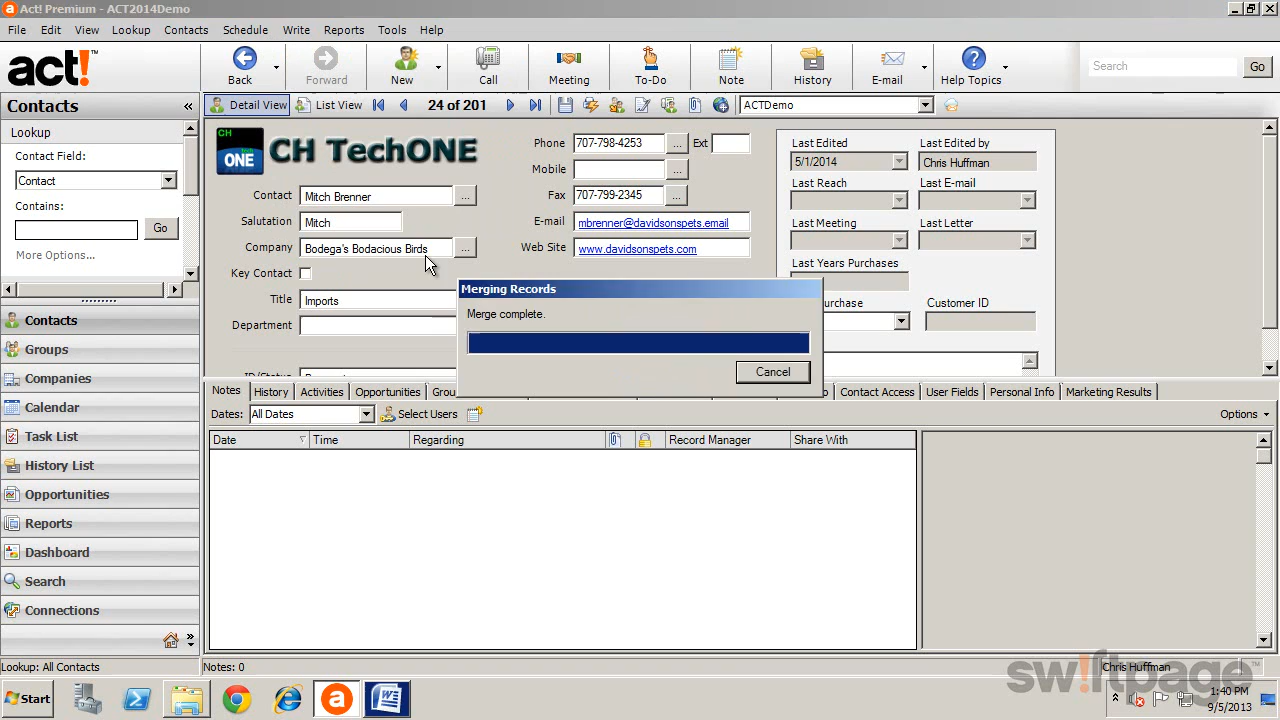 Act! Premium - ACT2014Demo
File Edit View Lookup Contacts Schedule Write Reports Tools Help
act! Back Forward New Call Meeting To-Do Note History E-mail Help Topics Search Go
Contacts «
Detail View List View 24 of 201 ACTDemo
Lookup
Contact Field:
Contact
Contains:
Go
More Options...
Contacts
Groups
Companies
Calendar
Task List
History List
Opportunities
Reports
Dashboard
Search
Connections
CH
ONE
CH TechONE
Contact Mitch Brenner ...
Salutation Mitch
Company Bodega's Bodacious Birds ...
Key Contact
Title Imports
Department
ID/Status
Phone 707-798-4253 ... Ext
Mobile ...
Fax 707-799-2345 ...
E-mail mbrenner@davidsonspets.email
Web Site www.davidsonspets.com
Last Edited Last Edited by
5/1/2014 Chris Huffman
Last Reach Last E-mail
Last Meeting Last Letter
Last Years Purchases
Purchase Customer ID
Merging Records
Merge complete.
Cancel
Notes History Activities Opportunities Grou Contact Access User Fields Personal Info Marketing Results
Dates: All Dates Select Users Options
Date Time Regarding Record Manager Share With
Lookup: All Contacts Notes: 0 Chris Huffman
sw!ftpage™
Start 1:40 PM
9/5/2013